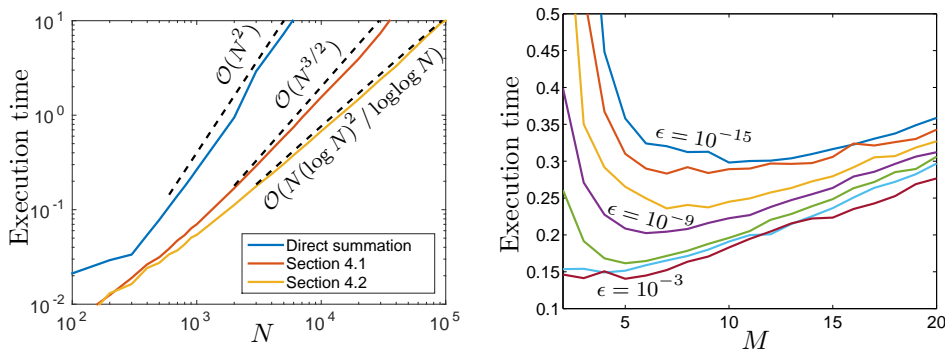 10^1
10^0
10^-1
10^-2
Execution time
10^2
10^3
10^4
10^5
N
O(N^2)
O(N^{3/2})
O(N(log N)^2 / loglog N)
Direct summation
Section 4.1
Section 4.2
0.5
0.45
0.4
0.35
0.3
0.25
0.2
0.15
0.1
Execution time
5
10
15
20
M
ϵ = 10^{-15}
ϵ = 10^{-9}
ϵ = 10^{-3}